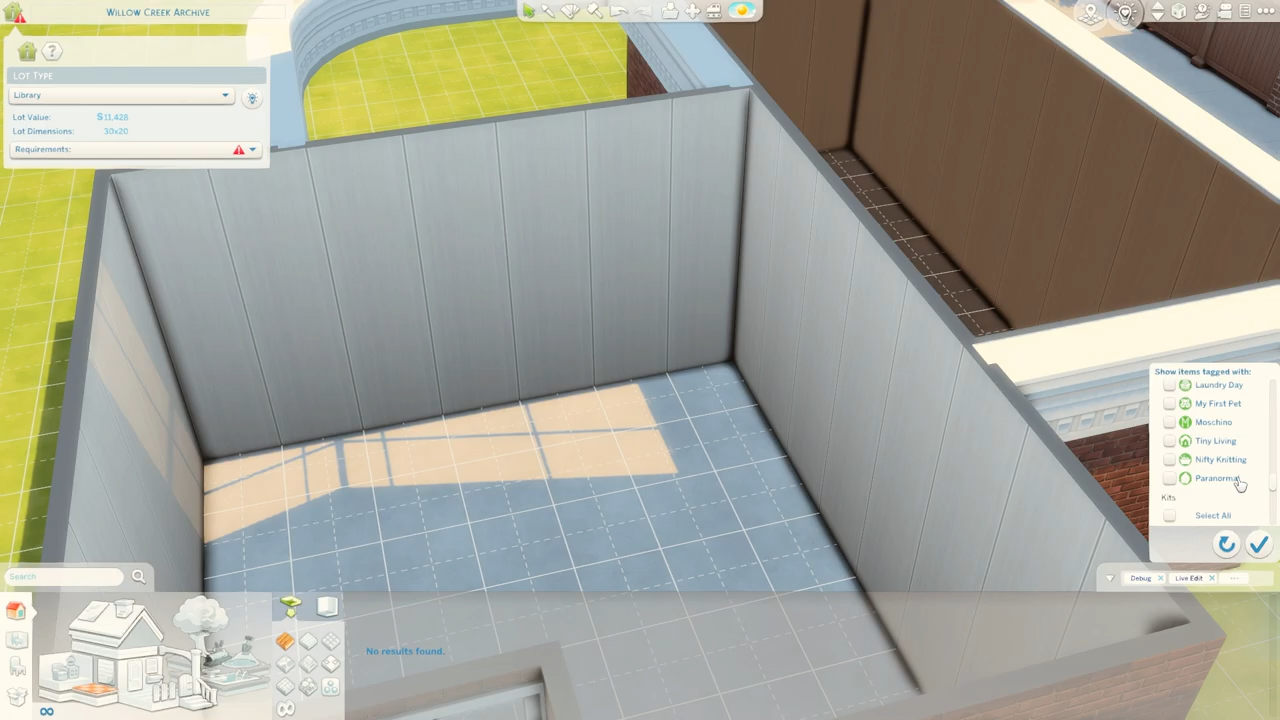 WILLOW CREEK ARCHIVE
LOT TYPE
Library
Lot Value: §11,428
Lot Dimensions: 30x20
Requirements:
Show items tagged with:
Laundry Day
My First Pet
Moschino
Tiny Living
Nifty Knitting
Paranormal
Kits
Select All
Search
Debug
Live Edit
No results found.